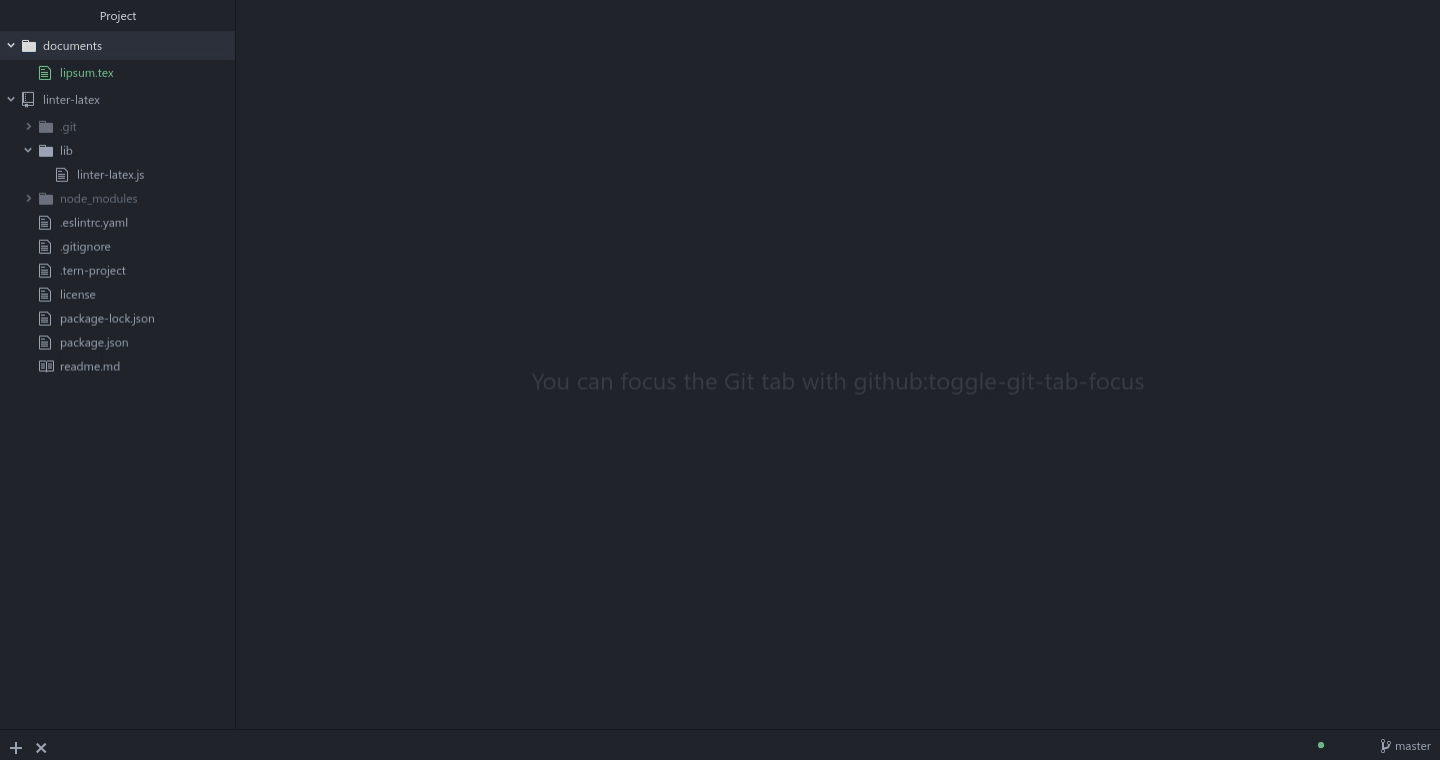 Project
documents
lipsum.tex
linter-latex
.git
lib
linter-latex.js
node_modules
.eslintrc.yaml
.gitignore
.tern-project
license
package-lock.json
package.json
readme.md
You can focus the Git tab with github:toggle-git-tab-focus
master